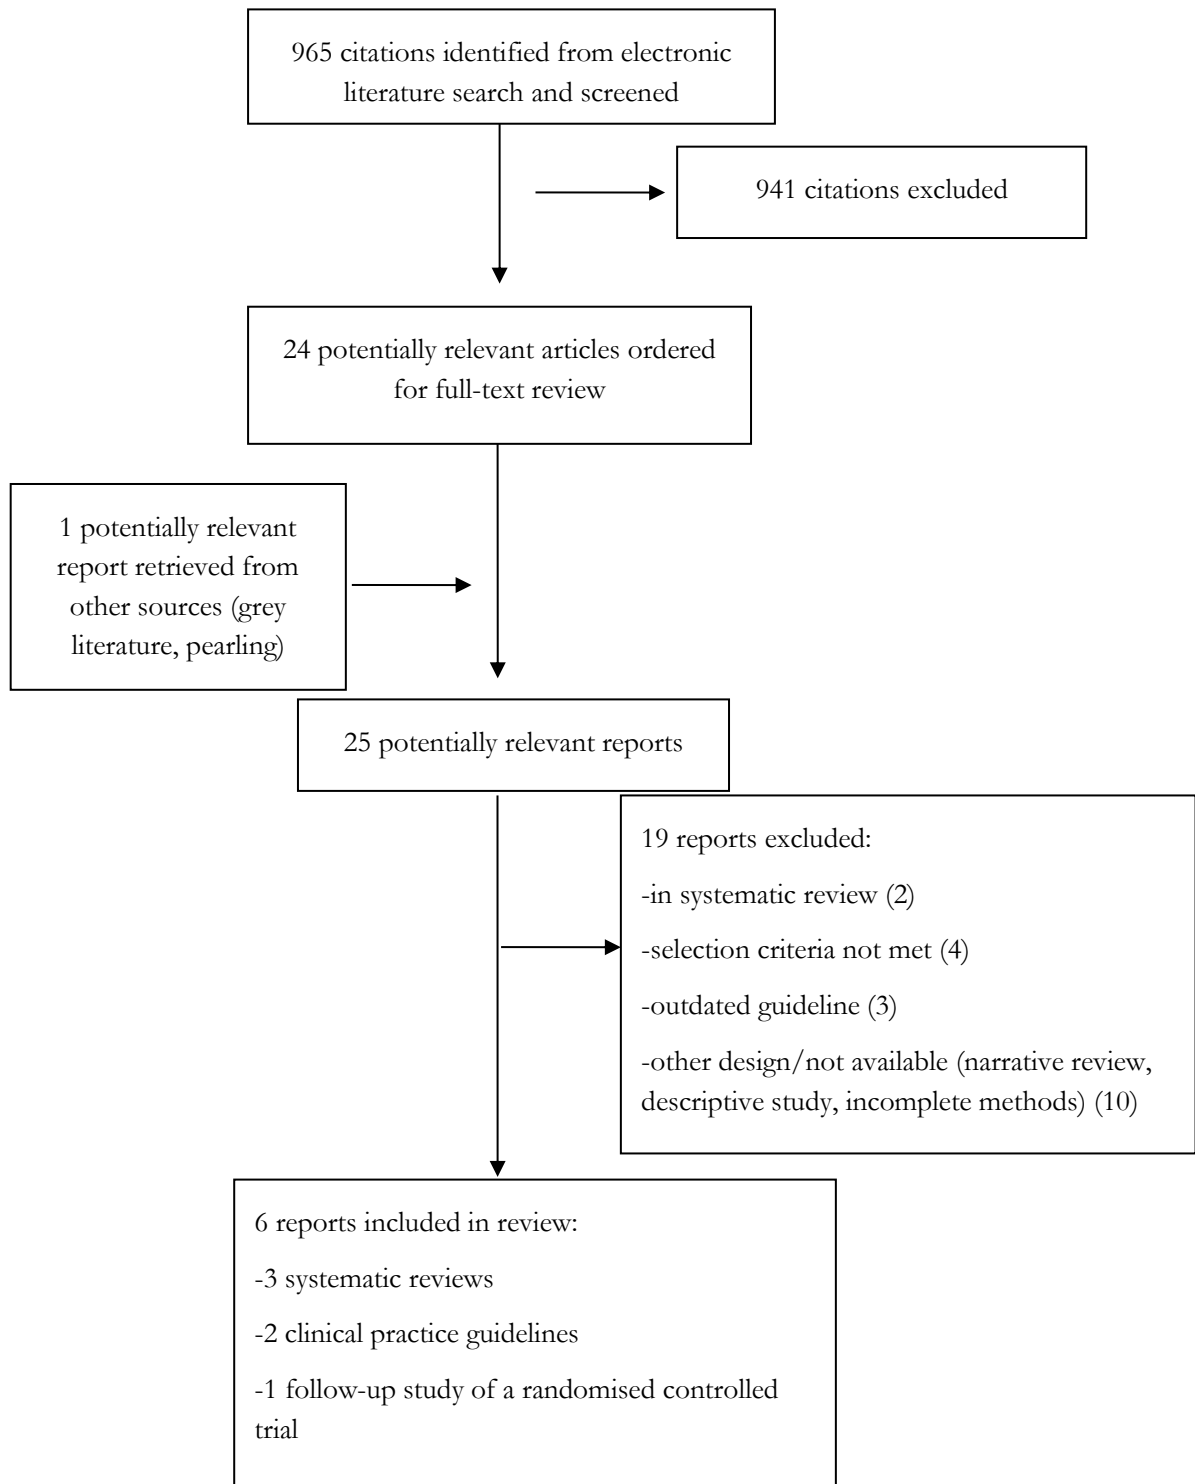 965 citations identified from electronic
literature search and screened
941 citations excluded
24 potentially relevant articles ordered
for full-text review
1 potentially relevant
report retrieved from
other sources (grey
literature, pearling)
25 potentially relevant reports
19 reports excluded:
-in systematic review (2)
-selection criteria not met (4)
-outdated guideline (3)
-other design/not available (narrative review,
descriptive study, incomplete methods) (10)
6 reports included in review:
-3 systematic reviews
-2 clinical practice guidelines
-1 follow-up study of a randomised controlled
trial